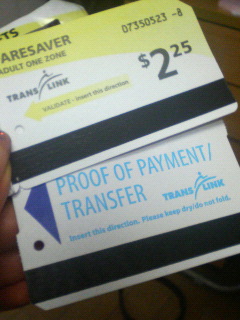 TS
ARESAVER
07350523 -B
ADULT ONE ZONE
$2.25
TRANS LINK
VALIDATE - Insert this direction
PROOF OF PAYMENT/
TRANSFER
TRANS LINK
Insert this direction. Please keep dry/do not fold.